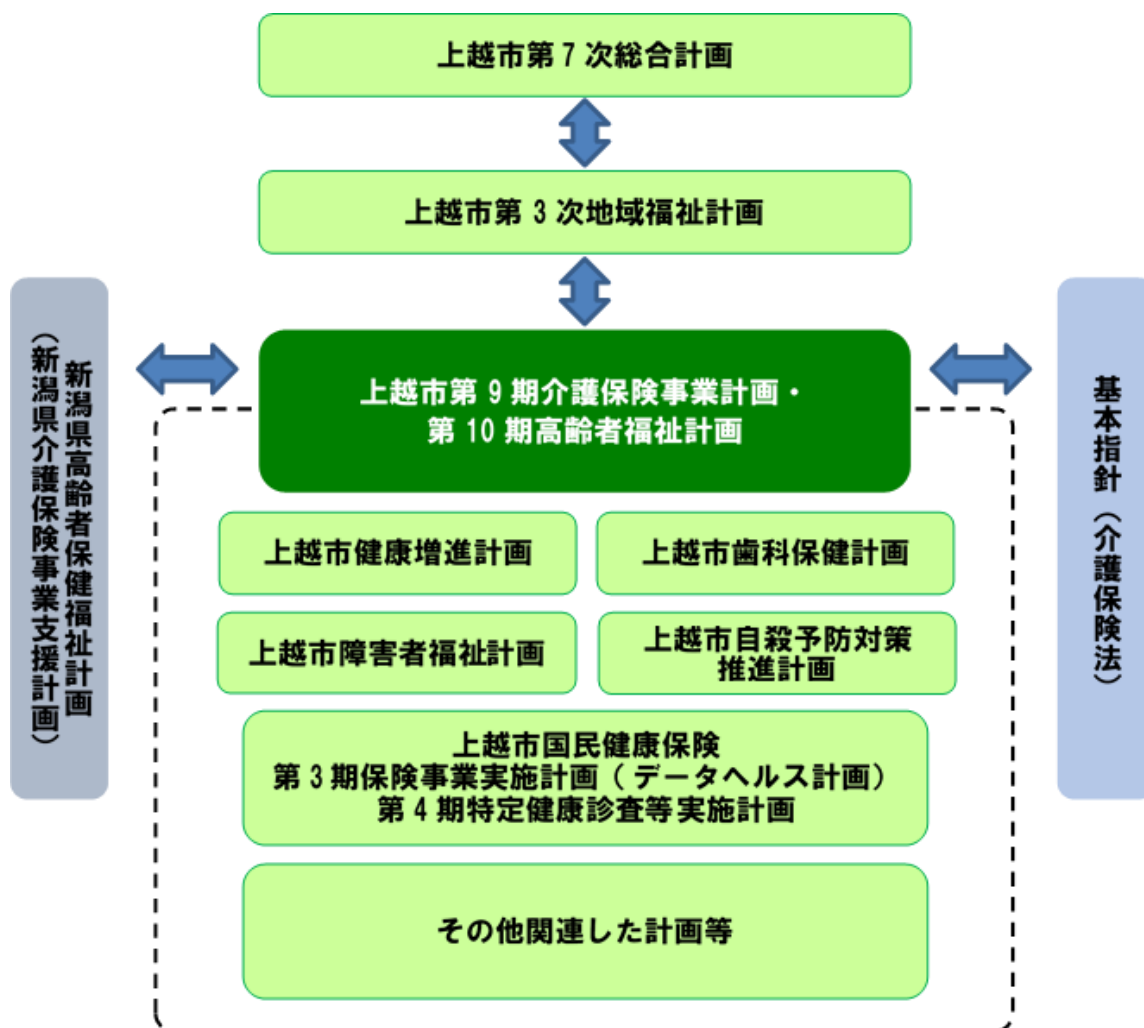 上越市第7次総合計画
上越市第3次地域福祉計画
新潟県高齢者保健福祉計画
（新潟県介護保険事業支援計画）
上越市第9期介護保険事業計画・
第10期高齢者福祉計画
基本指針（介護保険法）
上越市健康増進計画
上越市歯科保健計画
上越市障害者福祉計画
上越市自殺予防対策
推進計画
上越市国民健康保険
第3期保険事業実施計画（データヘルス計画）
第4期特定健康診査等実施計画
その他関連した計画等